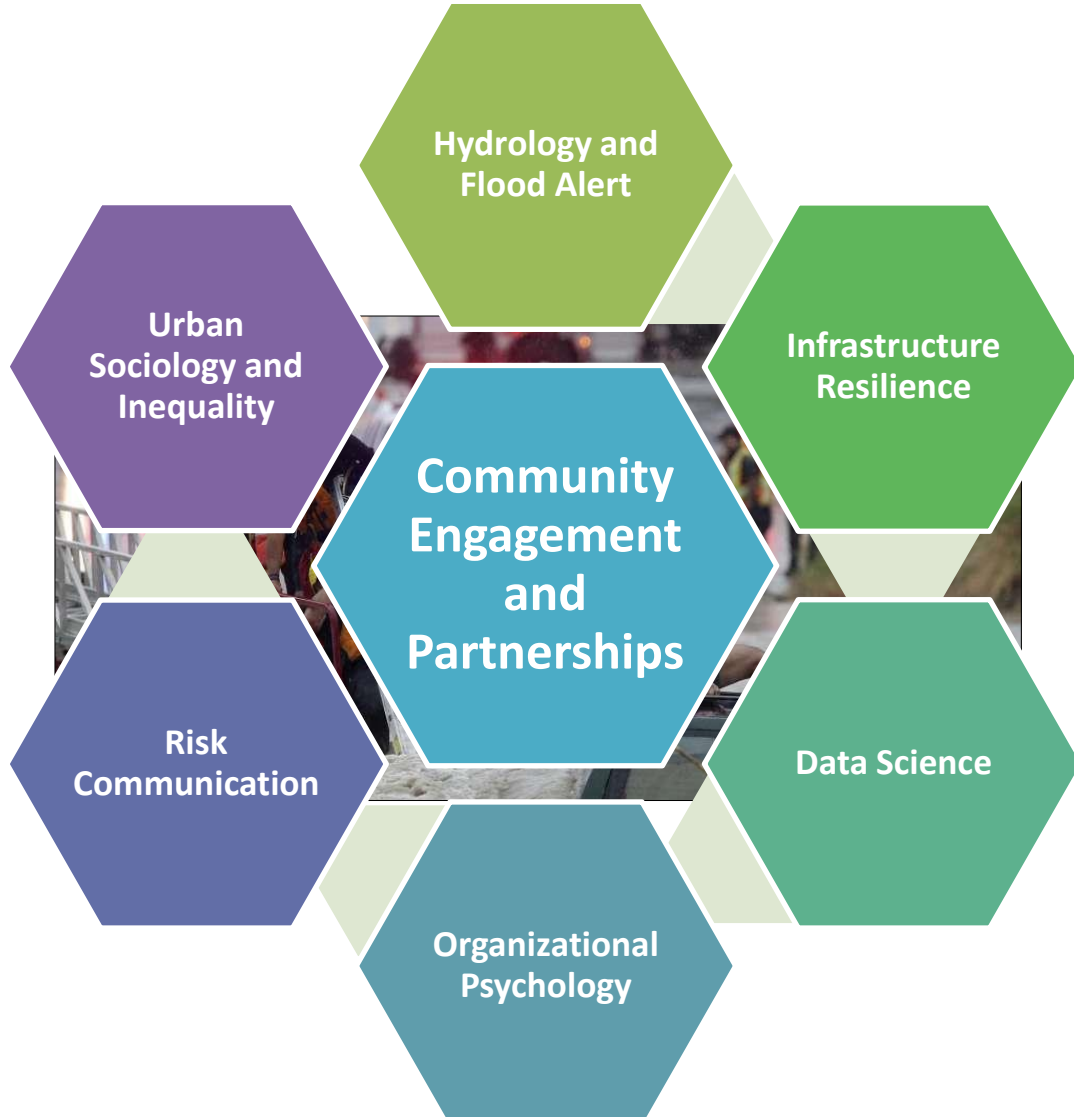 Hydrology and
Flood Alert
Urban
Sociology and
Inequality
Infrastructure
Resilience
Community
Engagement
and
Partnerships
Risk
Communication
Data Science
Organizational
Psychology